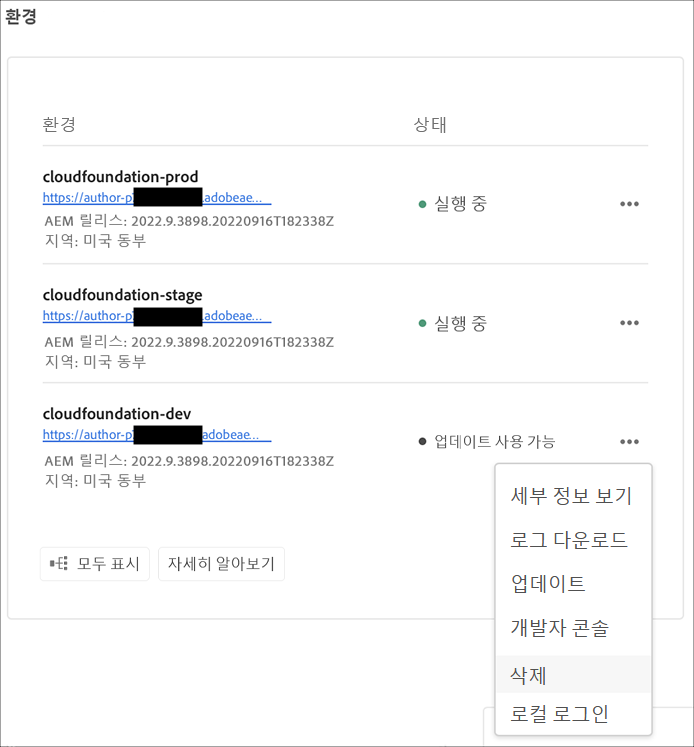 환경
환경 상태
cloudfoundation-prod
https://author-p .adobeae...
실행 중
AEM 릴리스: 2022.9.3898.20220916T182338Z
지역: 미국 동부
cloudfoundation-stage
https://author-p .adobeae...
실행 중
AEM 릴리스: 2022.9.3898.20220916T182338Z
지역: 미국 동부
cloudfoundation-dev
https://author-p adobeae...
업데이트 사용 가능
AEM 릴리스: 2022.9.3898.20220916T182338Z
지역: 미국 동부
모두 표시 자세히 알아보기
세부 정보 보기
로그 다운로드
업데이트
개발자 콘솔
삭제
로컬 로그인